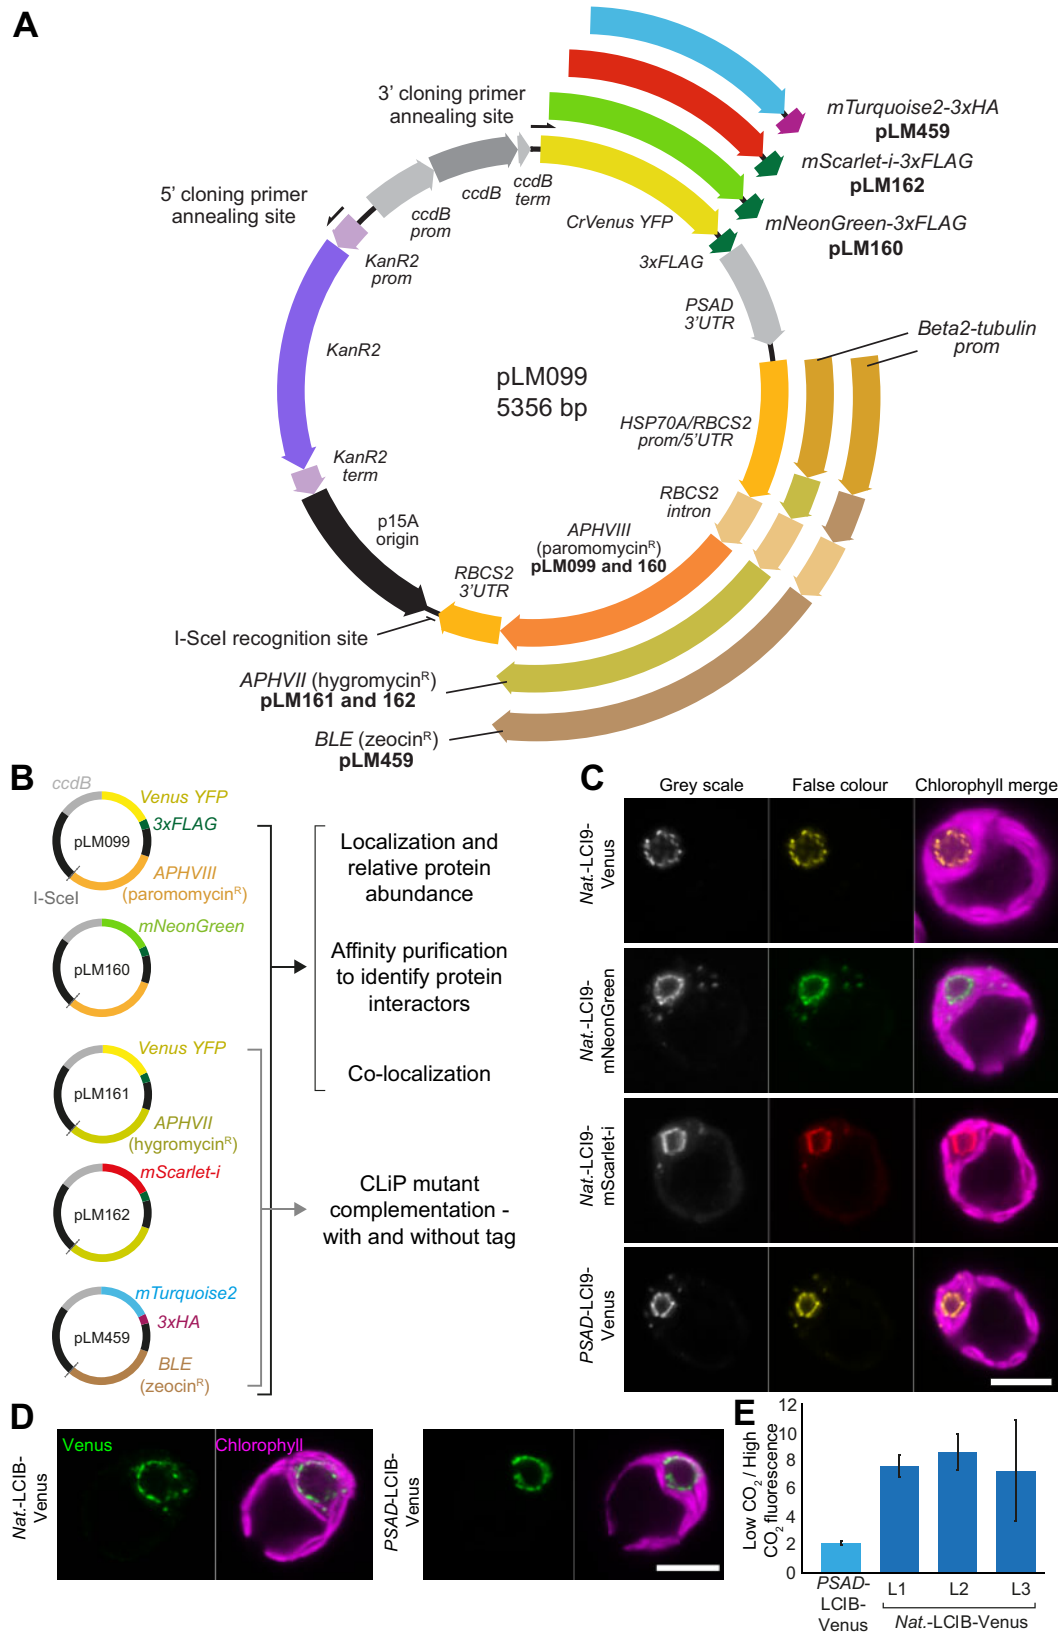 A
3’ cloning primer
annealing site
5’ cloning primer
annealing site
mTurquoise2-3xHA
pLM459
mScarlet-i-3xFLAG
pLM162
mNeonGreen-3xFLAG
pLM160
ccdB
prom
ccdB
ccdB
term
CrVenus YFP
3xFLAG
PSAD
3’UTR
KanR2
prom
KanR2
KanR2
term
pLM099
5356 bp
Beta2-tubulin
prom
HSP70A/RBCS2
prom/5’UTR
RBCS2
intron
APHVIII
(paromomycinR)
pLM099 and 160
p15A
origin
RBCS2
3’UTR
I-SceI recognition site
APHVII (hygromycinR)
pLM161 and 162
BLE (zeocinR)
pLM459
B
ccdB
Venus YFP
3xFLAG
pLM099
APHVIII
(paromomycinR)
I-SceI
mNeonGreen
pLM160
Venus YFP
pLM161
APHVII
(hygromycinR)
mScarlet-i
pLM162
mTurquoise2
3xHA
pLM459
BLE
(zeocinR)
Localization and
relative protein
abundance
Affinity purification
to identify protein
interactors
Co-localization
CLiP mutant
complementation -
with and without tag
C
Grey scale
False colour
Chlorophyll merge
Nat.-LCI9-
Venus
Nat.-LCI9-
mNeonGreen
Nat.-LCI9-
mScarlet-i
PSAD-LCI9-
Venus
D
Nat.-LCIB-
Venus
Venus
Chlorophyll
PSAD-LCIB-
Venus
E
Low CO2 / High
CO2 fluorescence
12
10
8
6
4
2
0
PSAD-
LCIB-
Venus
L1
L2
L3
Nat.-LCIB-Venus